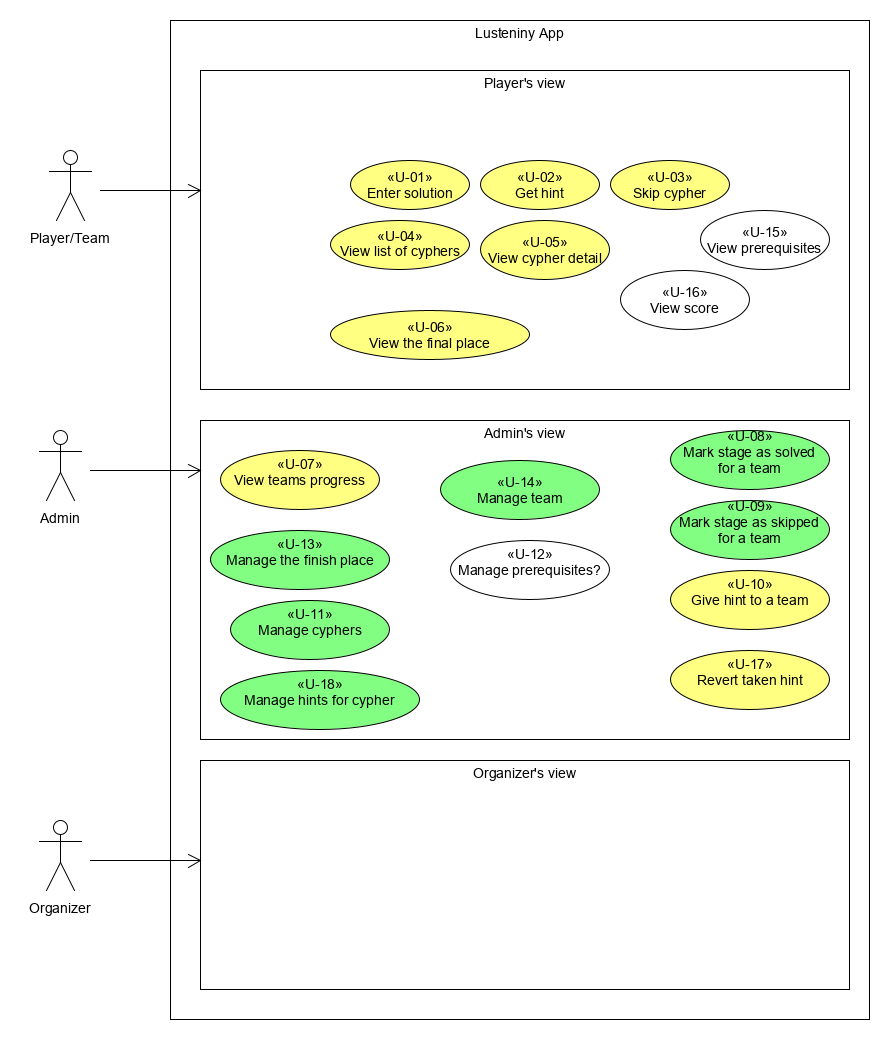 Lusteniny App
Player's view
«U-01»
Enter solution
«U-02»
Get hint
«U-03»
Skip cypher
«U-04»
View list of cyphers
«U-05»
View cypher detail
«U-15»
View prerequisites
«U-16»
View score
«U-06»
View the final place
Player/Team
Admin's view
«U-07»
View teams progress
«U-14»
Manage team
«U-08»
Mark stage as solved
for a team
«U-09»
Mark stage as skipped
for a team
«U-13»
Manage the finish place
«U-12»
Manage prerequisites?
«U-10»
Give hint to a team
«U-11»
Manage cyphers
«U-17»
Revert taken hint
«U-18»
Manage hints for cypher
Admin
Organizer's view
Organizer